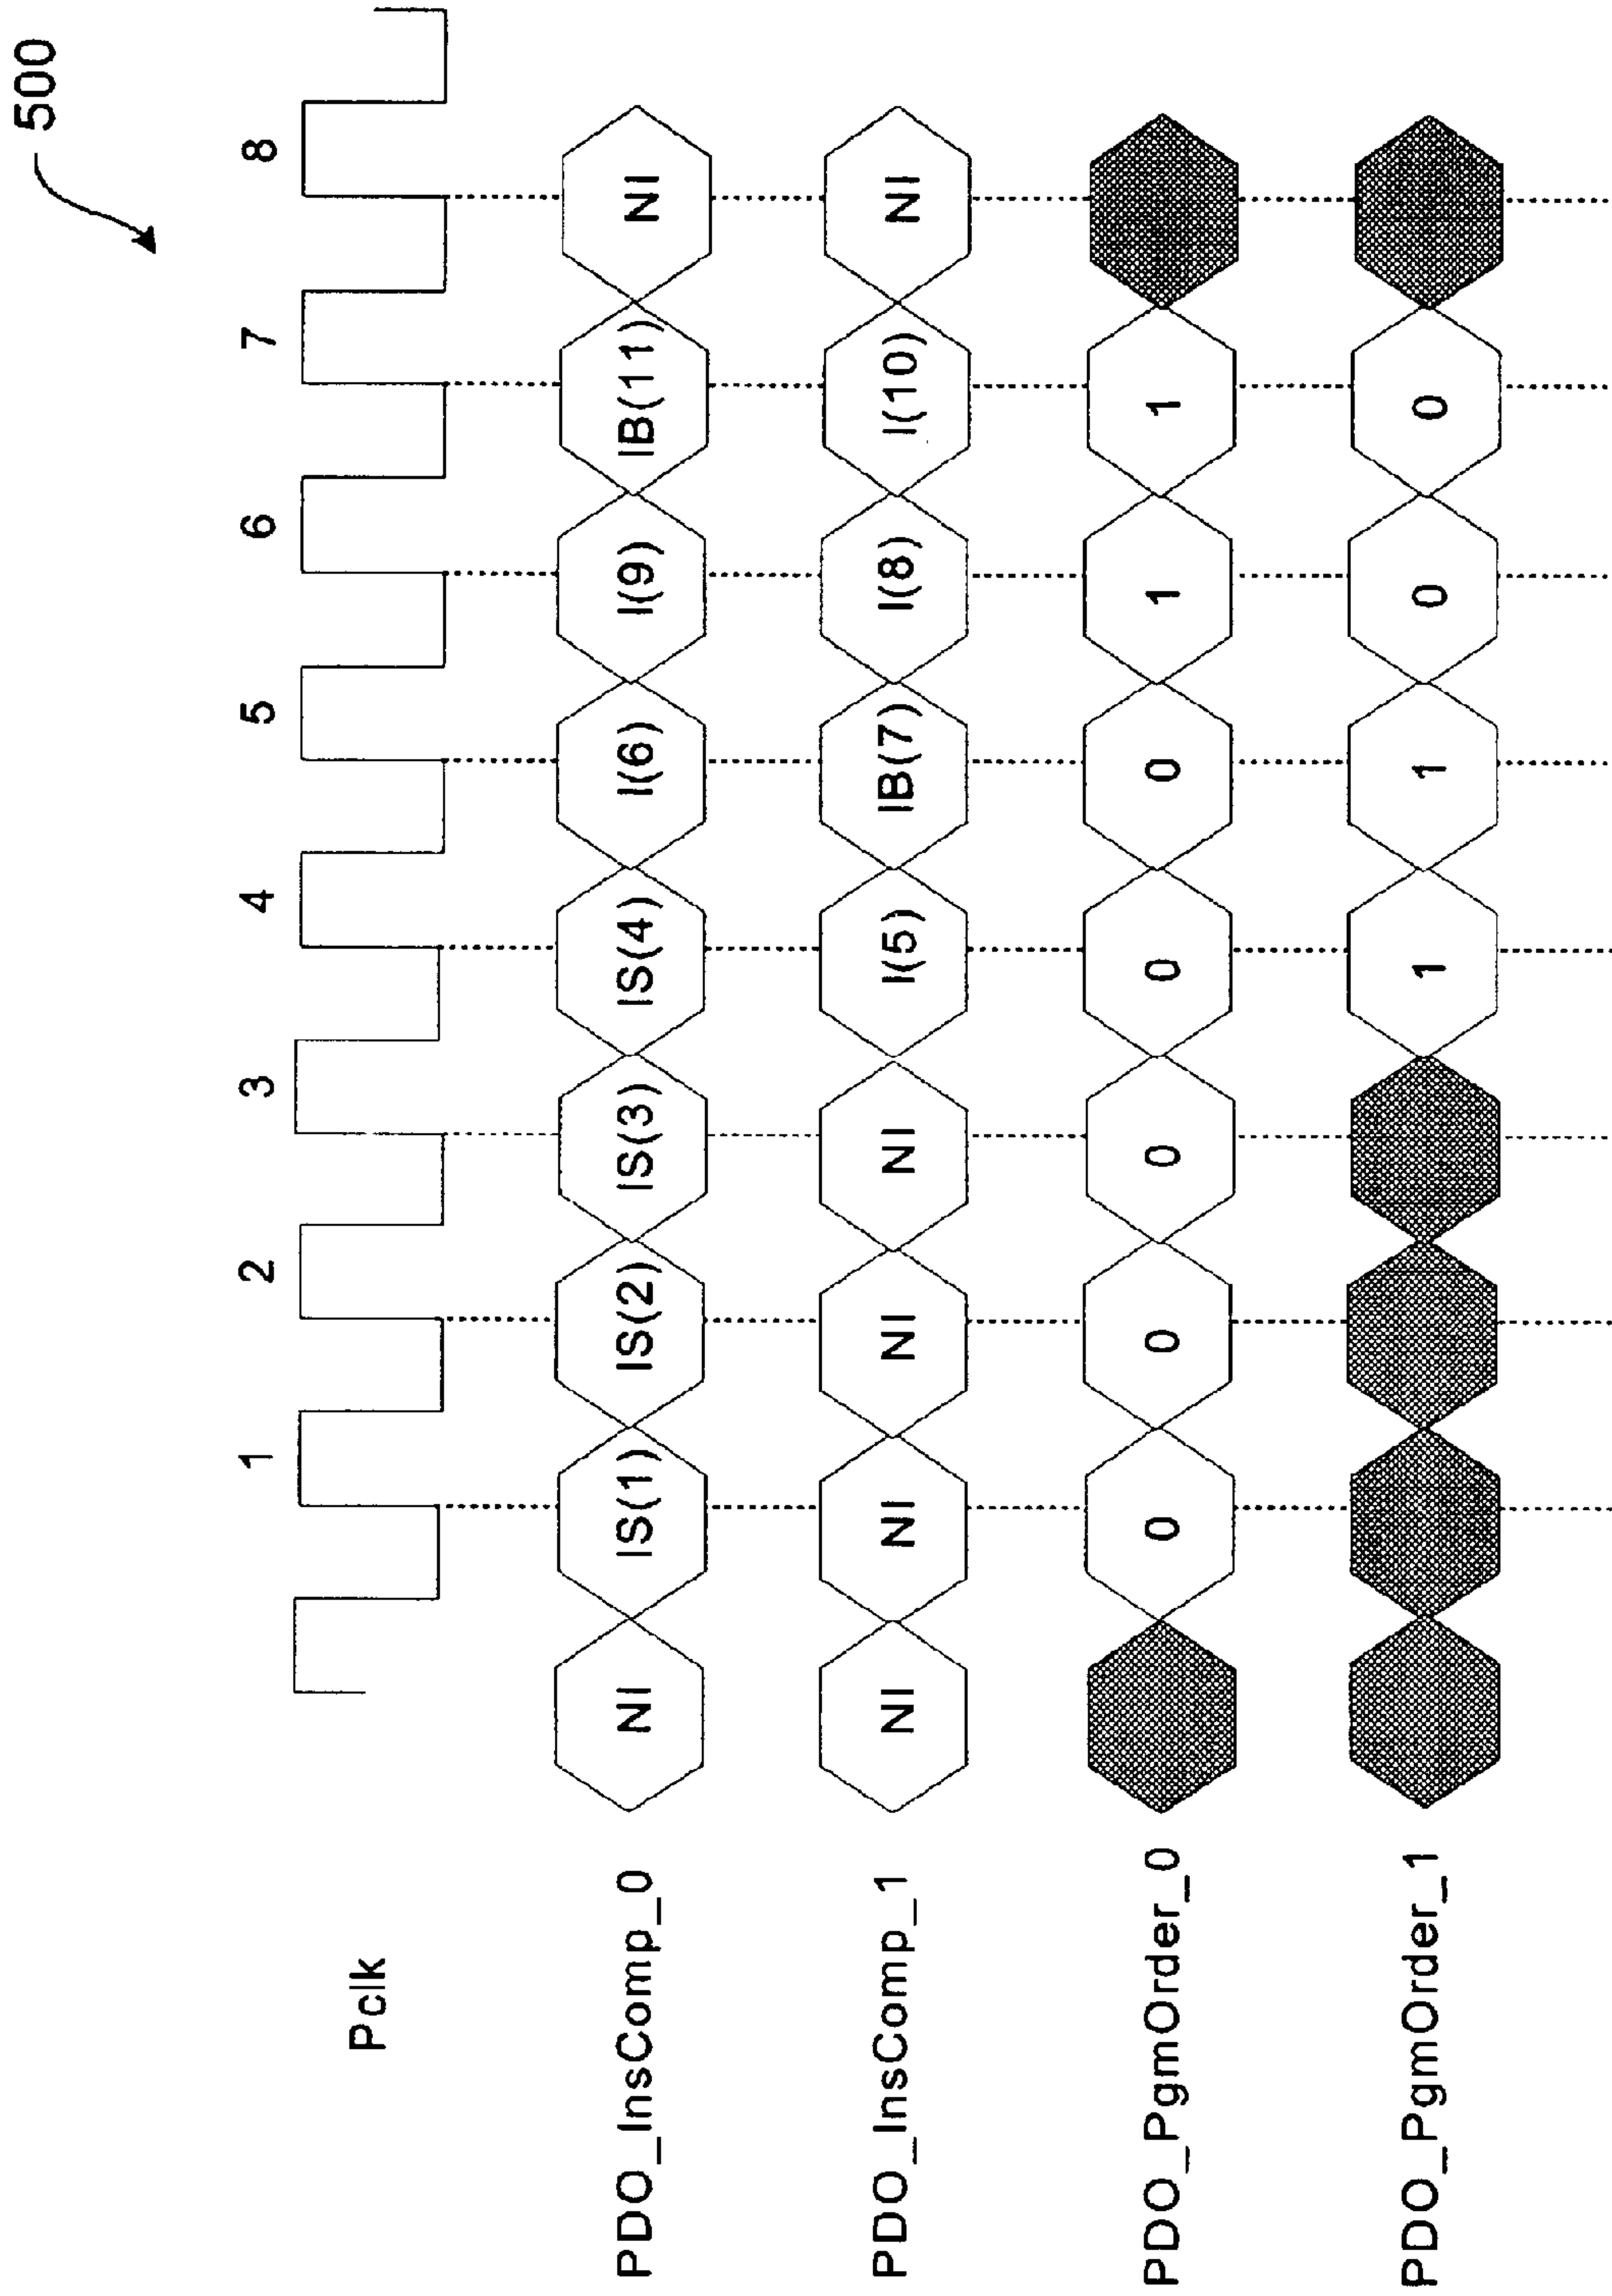 500
1 2 3 4 5 6 7 8
Pclk
PDO_InsComp_0 NI IS(1) IS(2) IS(3) IS(4) I(6) I(9) IB(11) NI
PDO_InsComp_1 NI NI NI NI I(5) IB(7) I(8) I(10) NI
PDO_PgmOrder_0 0 0 0 0 0 1 1
PDO_PgmOrder_1 1 1 0 0